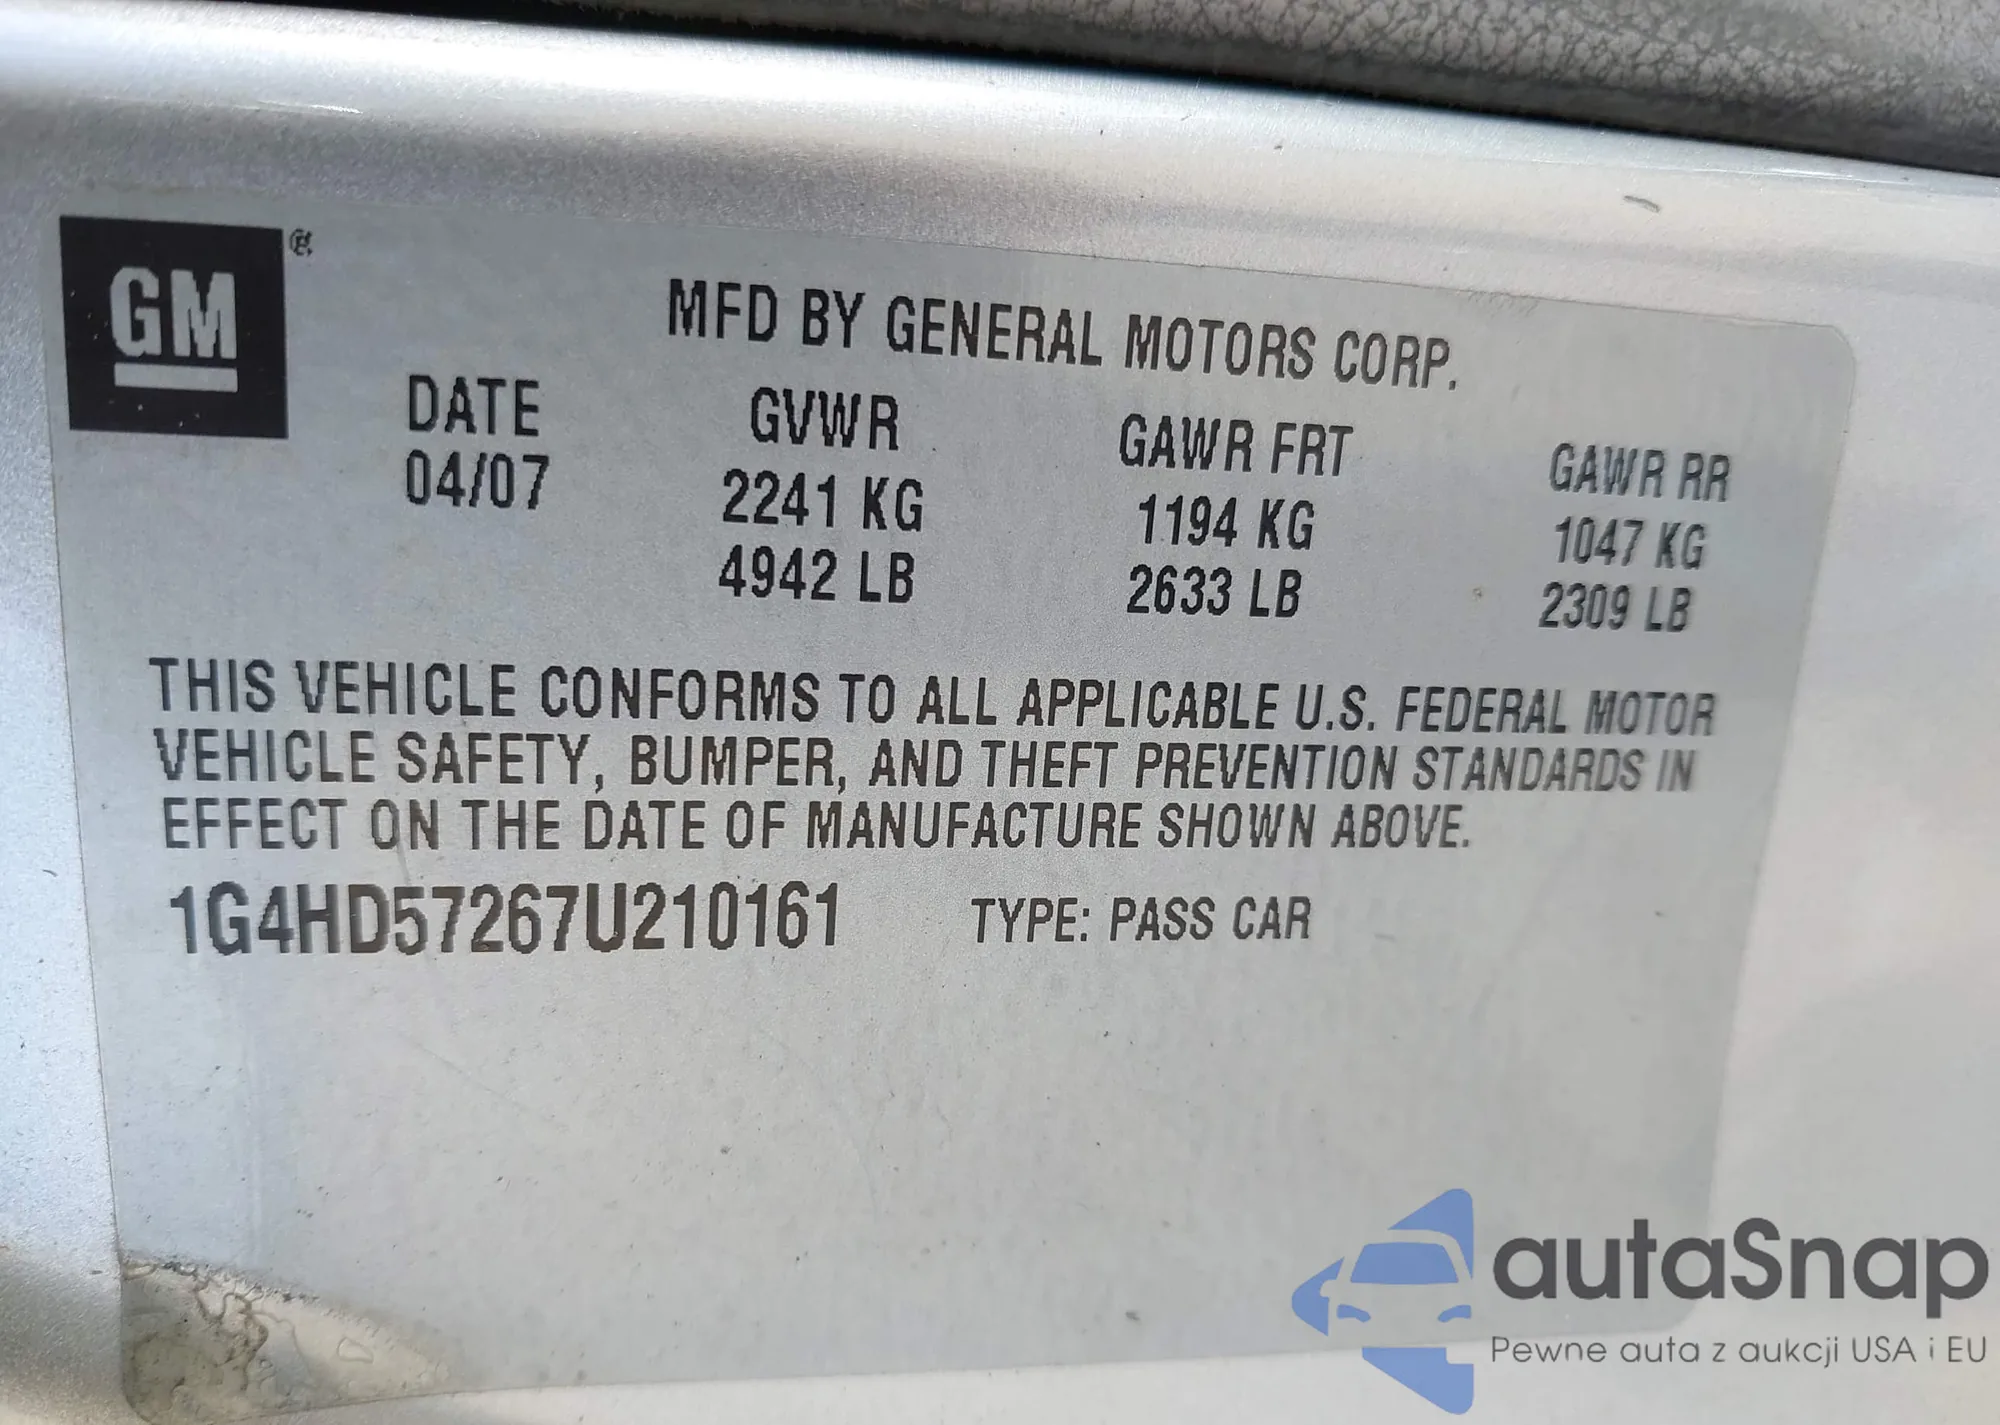 GM ®
MFD BY GENERAL MOTORS CORP.
DATE GVWR GAWR FRT GAWR RR
04/07 2241 KG 1194 KG 1047 KG
4942 LB 2633 LB 2309 LB
THIS VEHICLE CONFORMS TO ALL APPLICABLE U.S. FEDERAL MOTOR
VEHICLE SAFETY, BUMPER, AND THEFT PREVENTION STANDARDS IN
EFFECT ON THE DATE OF MANUFACTURE SHOWN ABOVE.
1G4HD57267U210161 TYPE: PASS CAR
autaSnap
Pewne auta z aukcji USA i EU